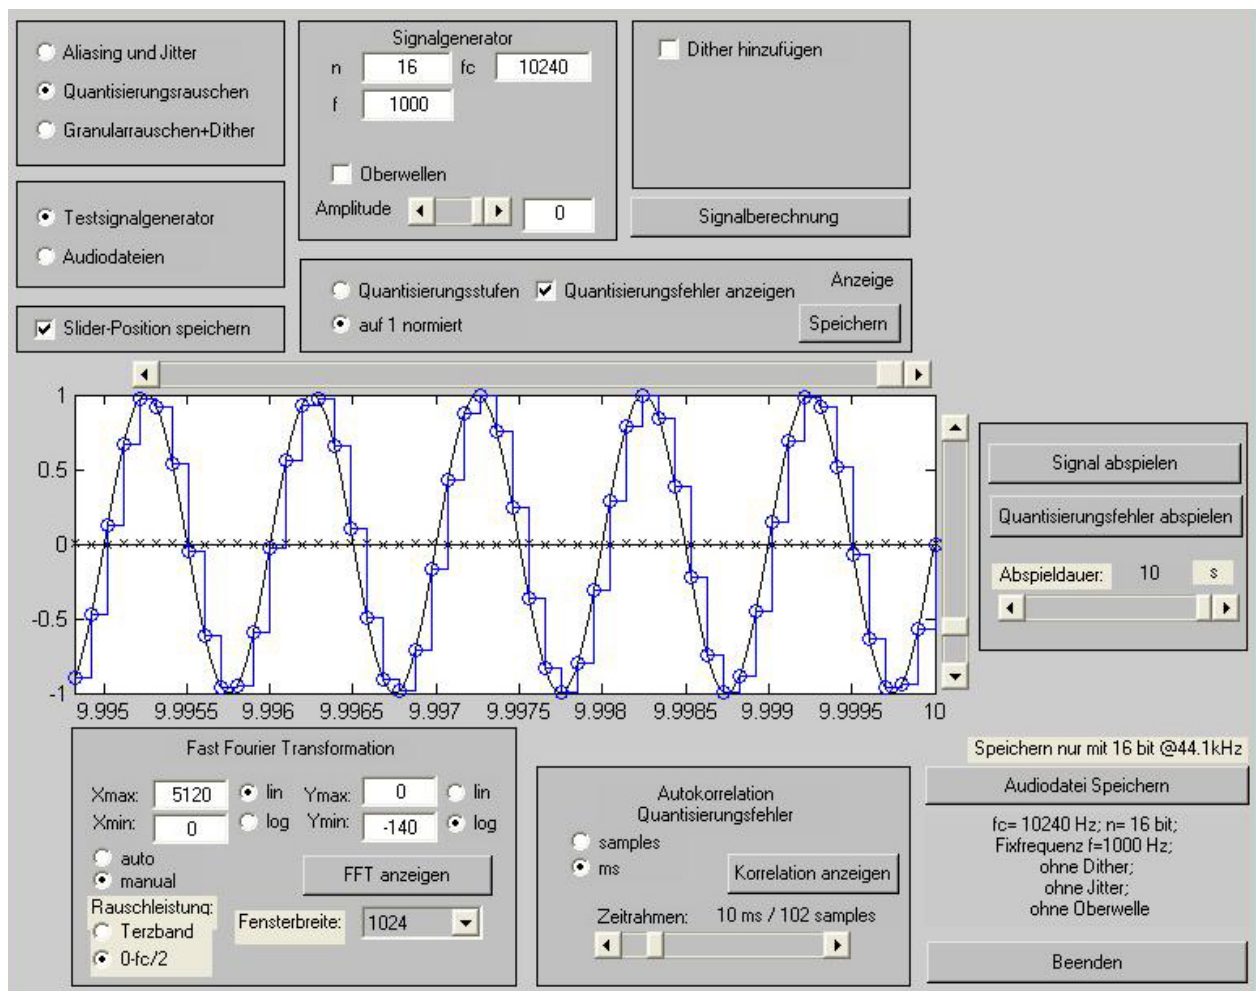 Aliasing und Jitter
Quantisierungsrauschen
Granularrauschen+Dither
Signalgenerator
n 16 fc 10240
f 1000
Oberwellen
Amplitude 0
Dither hinzufügen
Signalberechnung
Testsignalgenerator
Audiodateien
Slider-Position speichern
Quantisierungsstufen Quantisierungsfehler anzeigen Anzeige
auf 1 normiert Speichern
1
0.5
0
-0.5
-1
9.995 9.9955 9.996 9.9965 9.997 9.9975 9.998 9.9985 9.999 9.9995 10
Signal abspielen
Quantisierungsfehler abspielen
Abspieldauer: 10 s
Fast Fourier Transformation
Xmax: 5120 lin Ymax: 0 lin
Xmin: 0 log Ymin: -140 log
auto
manual
FFT anzeigen
Rauschleistung:
Terzband
0-fc/2
Fensterbreite: 1024
Autokorrelation
Quantisierungsfehler
samples
ms
Korrelation anzeigen
Zeitrahmen: 10 ms / 102 samples
Speichern nur mit 16 bit @44.1kHz
Audiodatei Speichern
fc= 10240 Hz; n= 16 bit;
Fixfrequenz f=1000 Hz;
ohne Dither;
ohne Jitter;
ohne Oberwelle
Beenden